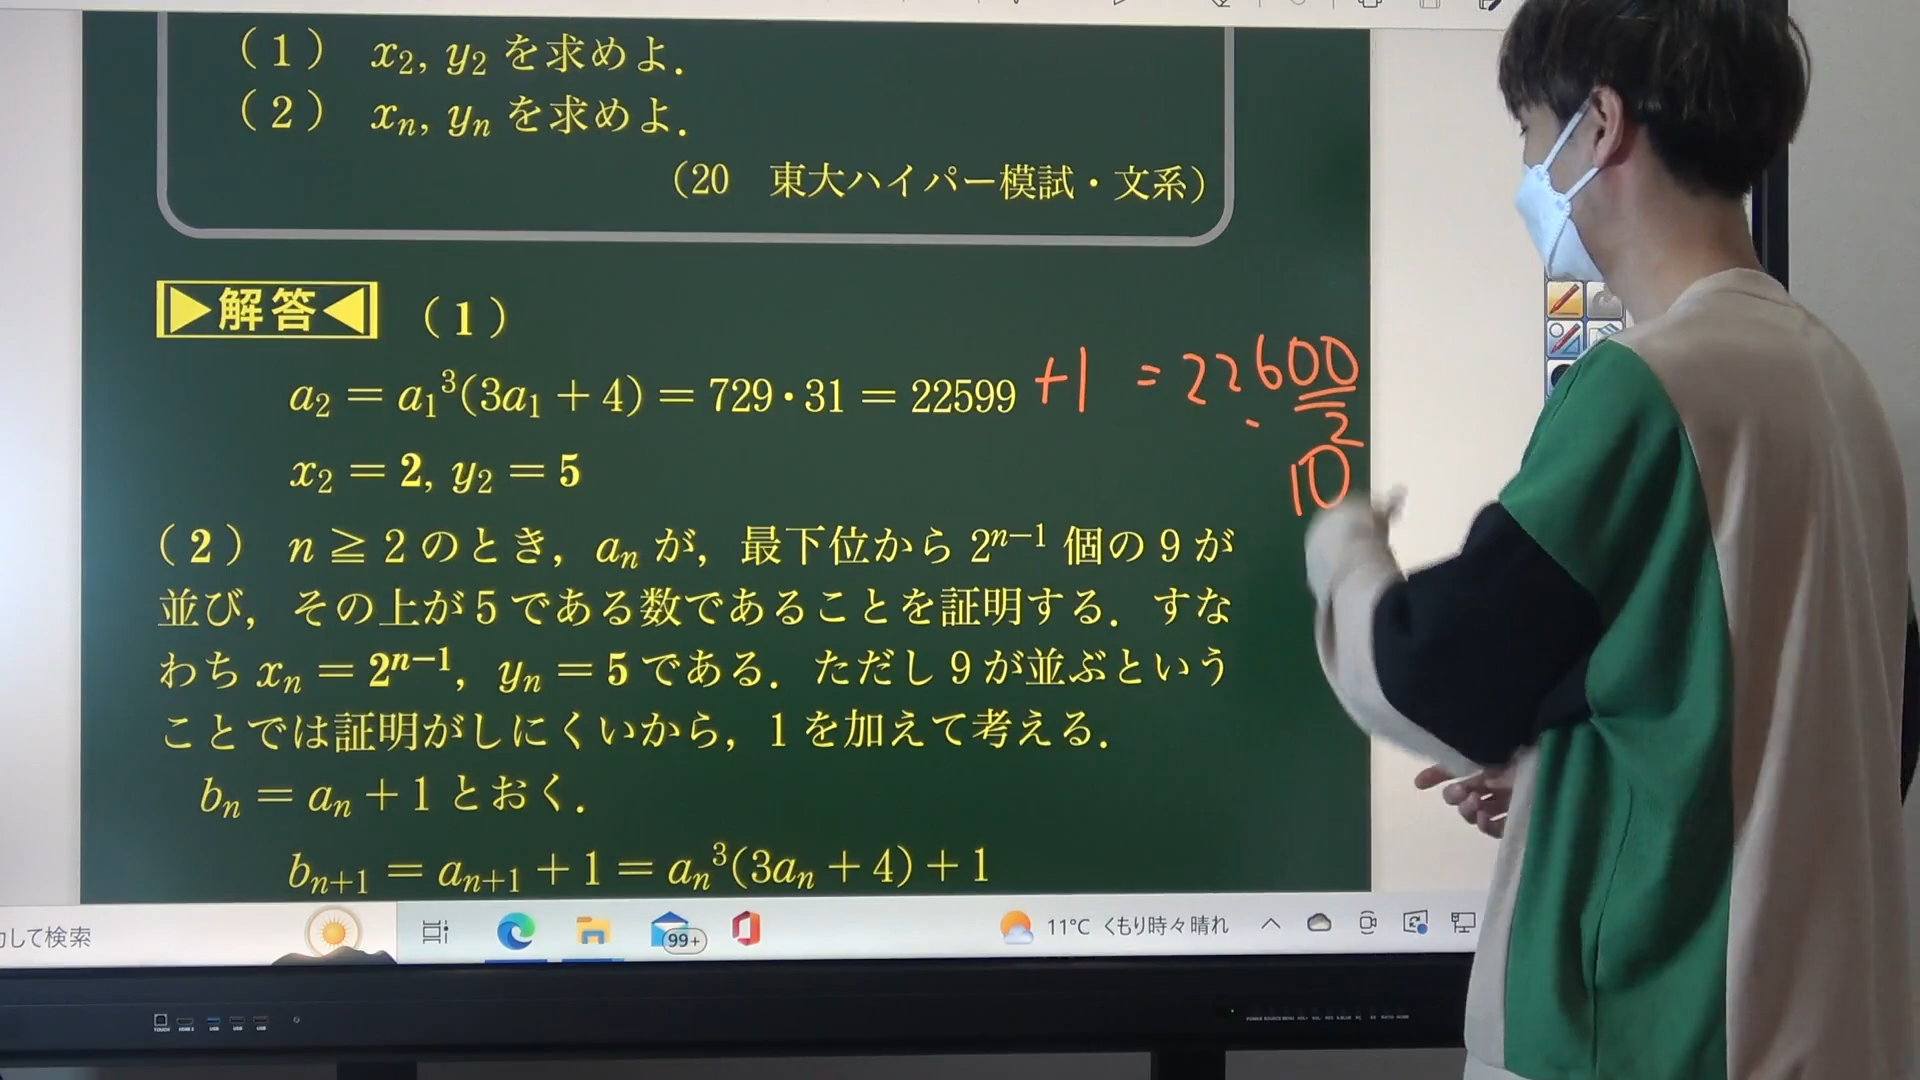 (1) x₂, y₂ を求めよ.
(2) xₙ, yₙ を求めよ.
(20 東大ハイパー模試・文系)
▶解答◀ (1)
a₂ = a₁³(3a₁ + 4) = 729・31 = 22599 +1 = 22600
2
10
x₂ = 2, y₂ = 5
(2) n ≧ 2 のとき, aₙ が, 最下位から 2ⁿ⁻¹ 個の 9 が
並び, その上が 5 である数であることを証明する. すな
わち xₙ = 2ⁿ⁻¹, yₙ = 5 である. ただし 9 が並ぶという
ことでは証明がしにくいから, 1 を加えて考える.
bₙ = aₙ + 1 とおく.
bₙ₊₁ = aₙ₊₁ + 1 = aₙ³(3aₙ + 4) + 1
して検索
99+
11℃ くもり時々晴れ